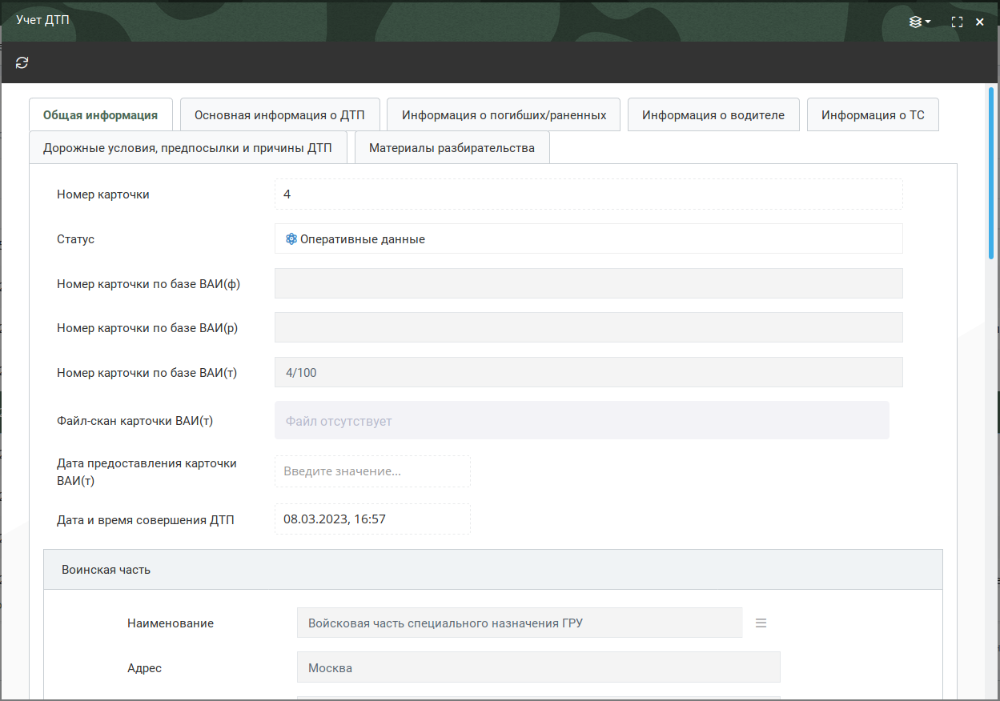 Учет ДТП
Общая информация
Основная информация о ДТП
Информация о погибших/раненных
Информация о водителе
Информация о ТС
Дорожные условия, предпосылки и причины ДТП
Материалы разбирательства
Номер карточки
4
Статус
Оперативные данные
Номер карточки по базе ВАИ(ф)
Номер карточки по базе ВАИ(р)
Номер карточки по базе ВАИ(т)
4/100
Файл-скан карточки ВАИ(т)
Файл отсутствует
Дата предоставления карточки
ВАИ(т)
Введите значение...
Дата и время совершения ДТП
08.03.2023, 16:57
Воинская часть
Наименование
Войсковая часть специального назначения ГРУ
Адрес
Москва